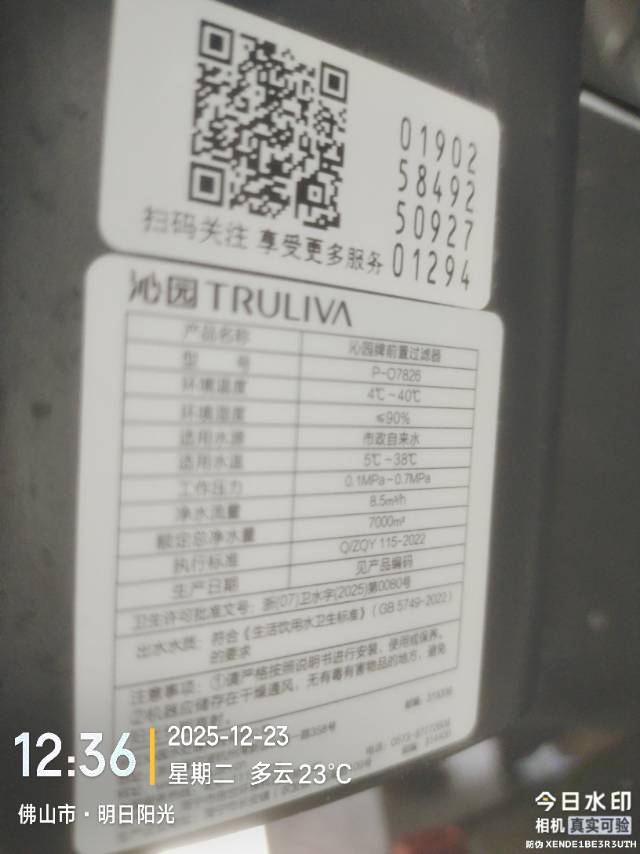 01902
58492
50927
01294
扫码关注 享受更多服务
沁园 TRULIVA
产品名称 沁园牌前置过滤器
型 号 P-O7826
环境温度 4℃~40℃
环境湿度 ≤90%
适用水源 市政自来水
适用水温 5℃~38℃
工作压力 0.1MPa~0.7MPa
净水流量 8.5m³/h
额定总净水量 7000m³
执行标准 Q/ZQY 115-2022
生产日期 见产品编码
卫生许可批准文号：浙(07)卫水字(2025)第0080号
出水水质：符合《生活饮用水卫生标准》（GB 5749-2022）
的要求
注意事项：①请严格按照说明书进行安装、使用或保养。
②机器应储存在干燥通风，无有毒有害物品的地方，避免
12:36
2025-12-23
星期二 多云 23℃
佛山市·明日阳光
今日水印
相机 真实可验
防伪 XENDE1BE3R3UTH